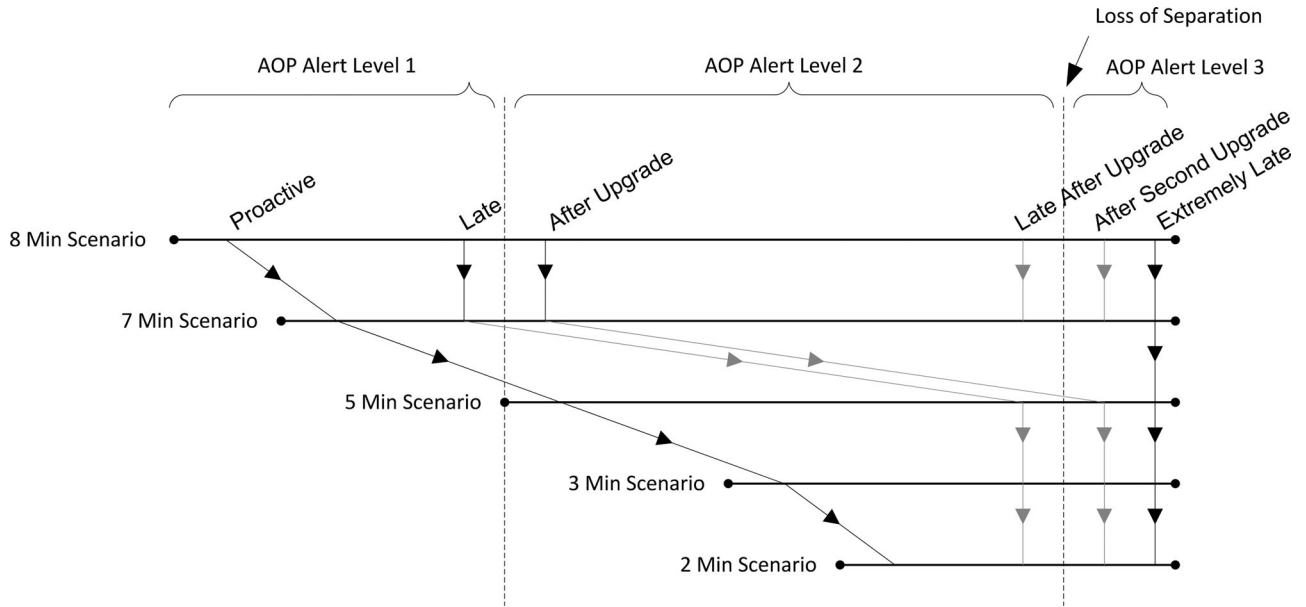 Loss of Separation
AOP Alert Level 1
AOP Alert Level 2
AOP Alert Level 3
Proactive
Late
After Upgrade
Late After Upgrade
After Second Upgrade
Extremely Late
8 Min Scenario
7 Min Scenario
5 Min Scenario
3 Min Scenario
2 Min Scenario